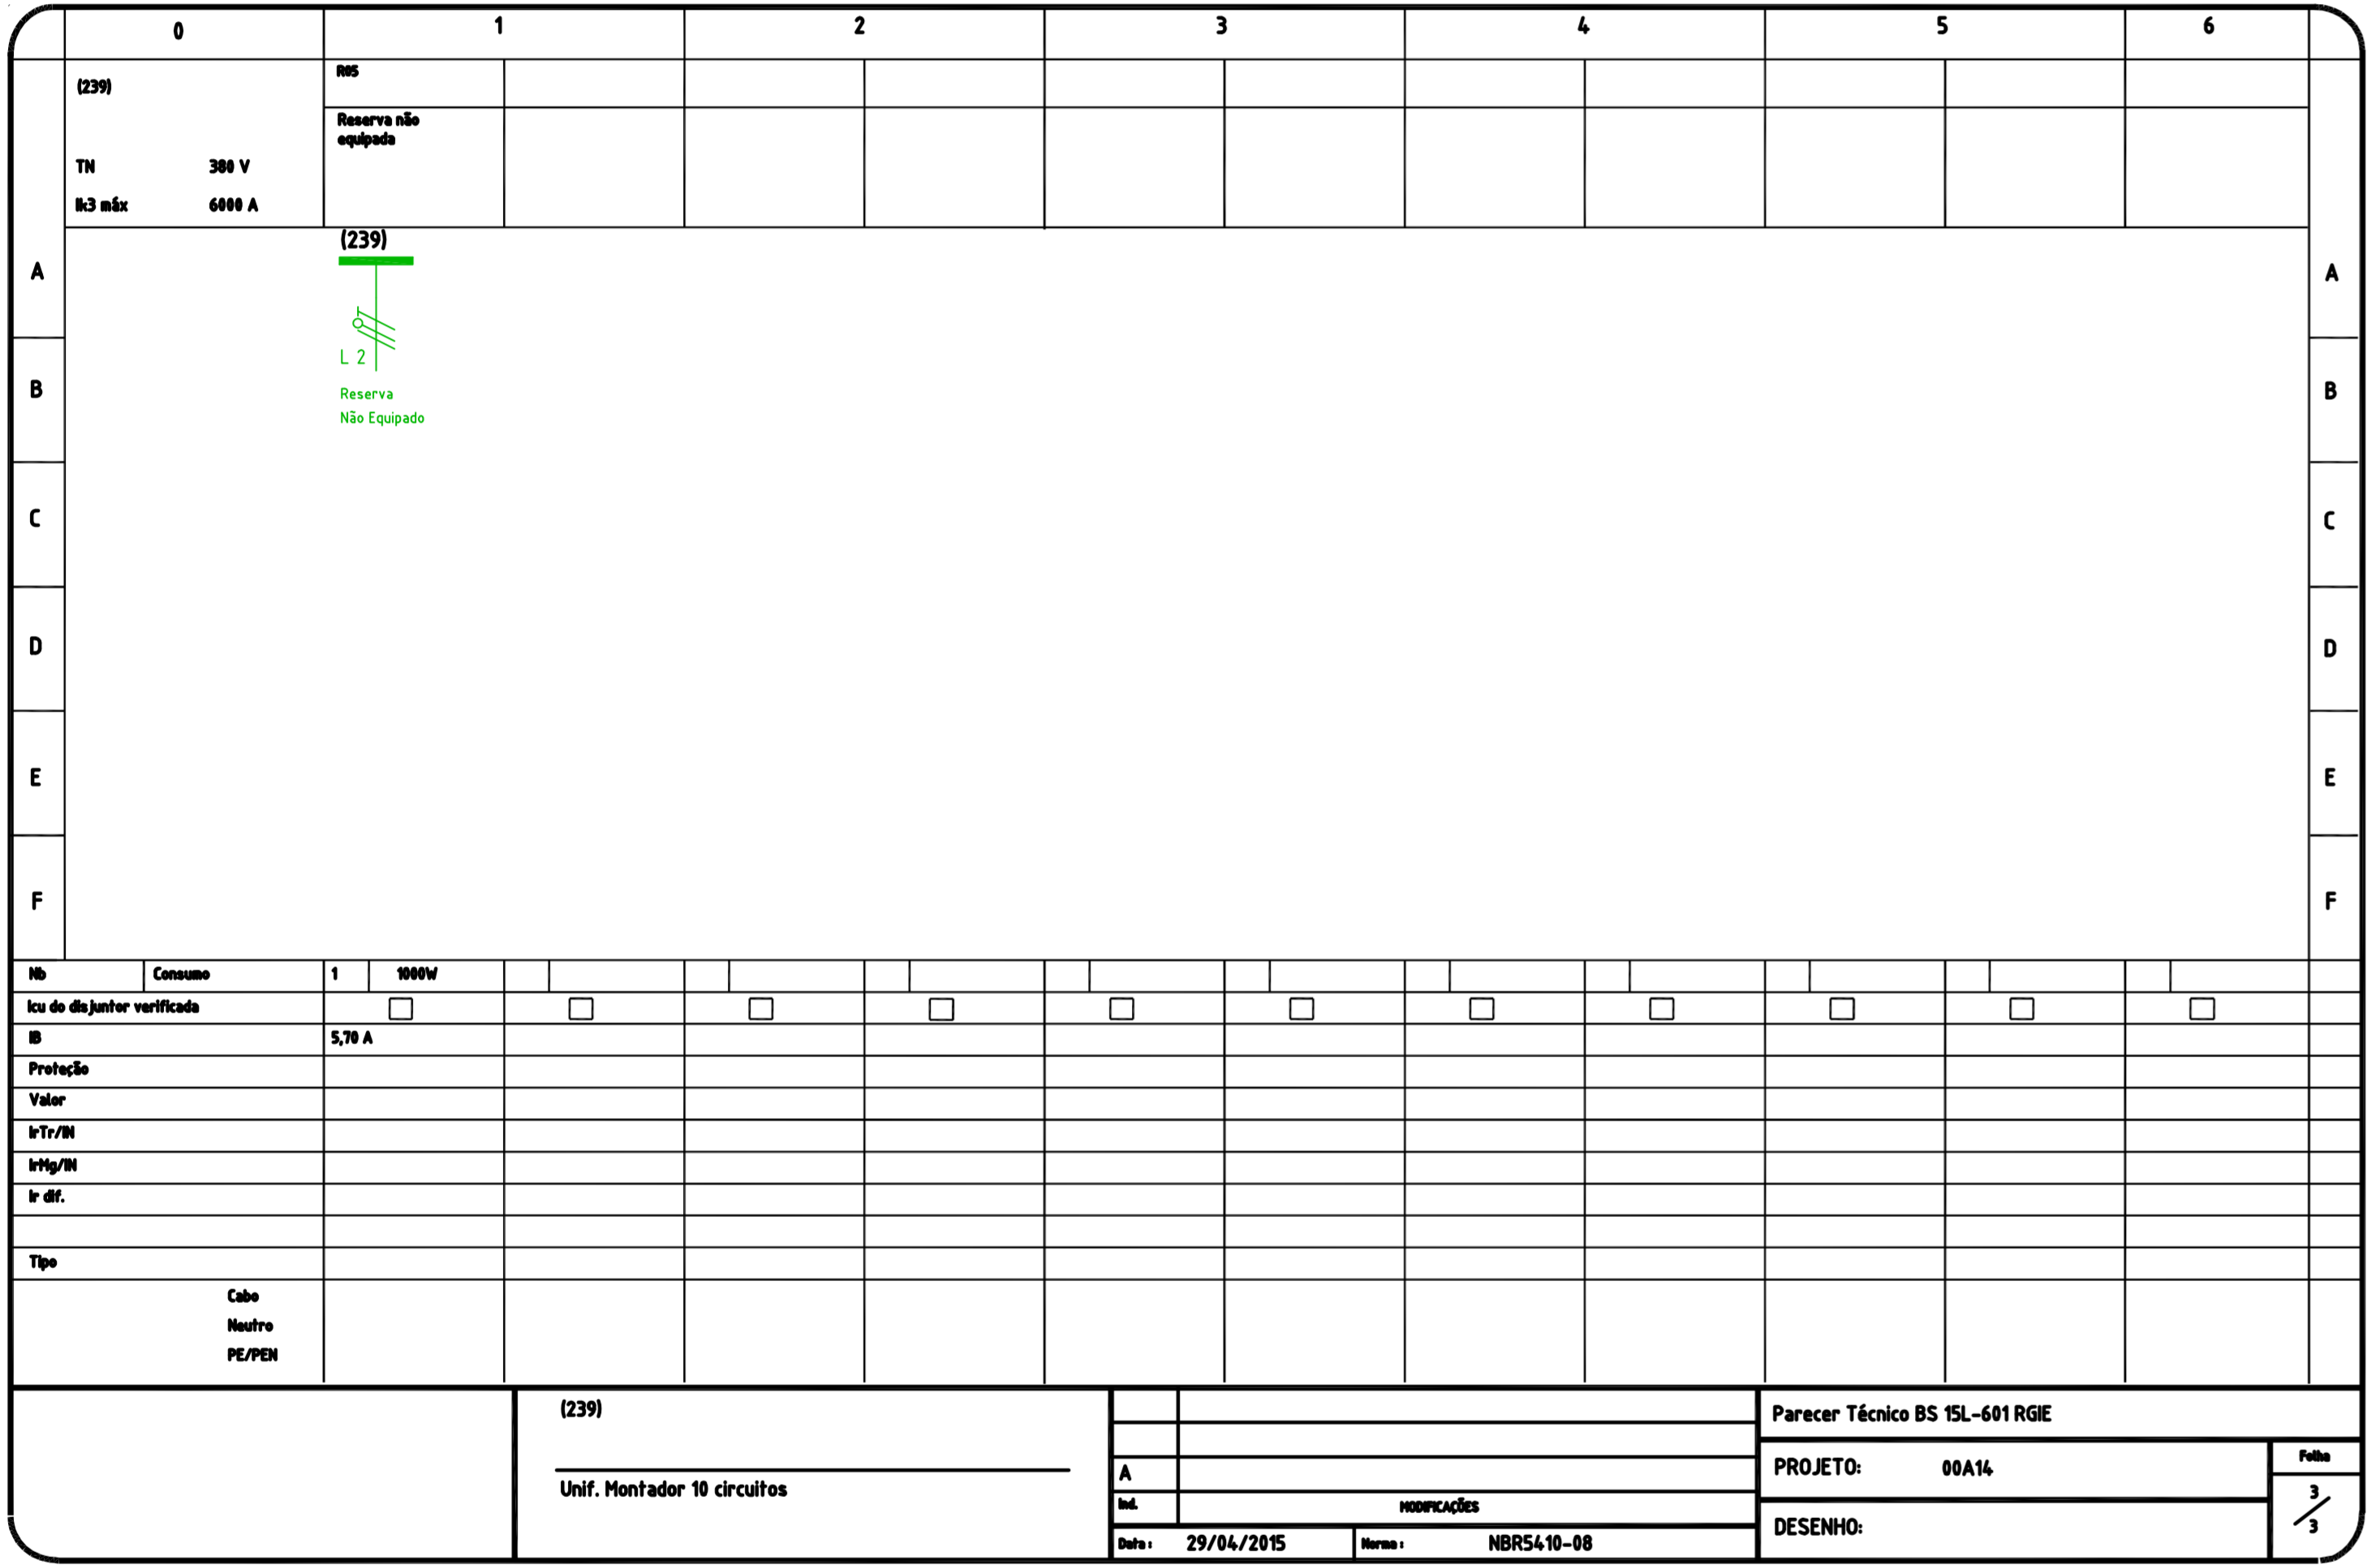 0 1 2 3 4 5 6
(239)
R05
Reserva não
equipada
TN 380 V
Ik3 máx 6000 A
(239)
A A
L 2
B B
Reserva
Não Equipado
C C
D D
E E
F F
Nb Consumo 1 1000W
Icu do disjuntor verificada
IB 5,70 A
Proteção
Valor
IrTr/IN
IrMg/IN
Ir dif.
Tipo
Cabo
Neutro
PE/PEN
(239)
Unif. Montador 10 circuitos
A
Ind. MODIFICAÇÕES
Data : 29/04/2015 Norma : NBR5410-08
Parecer Técnico BS 15L-601 RGIE
PROJETO: 00A14
DESENHO:
Folha
3
/
3